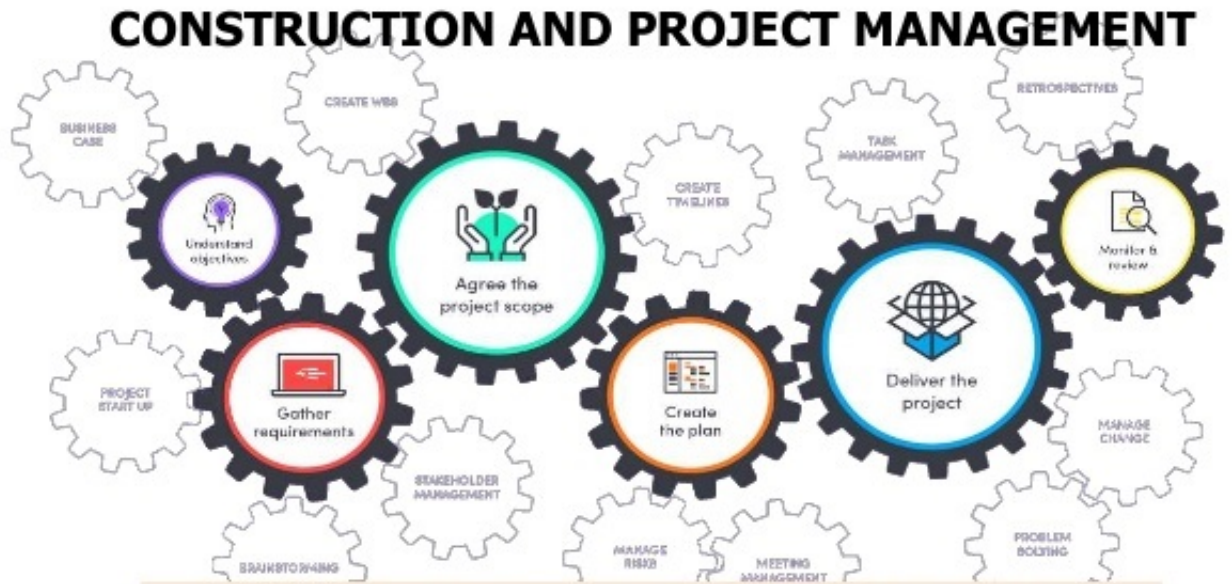 CONSTRUCTION AND PROJECT MANAGEMENT
BUSINESS
CASE
CREATE WBS
RETROSPECTIVES
TASK
MANAGEMENT
CREATE
TIMELINES
Understand
objectives
Agree the
project scope
Monitor &
review
PROJECT
START UP
Gather
requirements
Create
the plan
Deliver the
project
MANAGE
CHANGE
STAKEHOLDER
MANAGEMENT
BRAINSTORMING
MANAGE
RISKS
MEETING
MANAGEMENT
PROBLEM
SOLVING